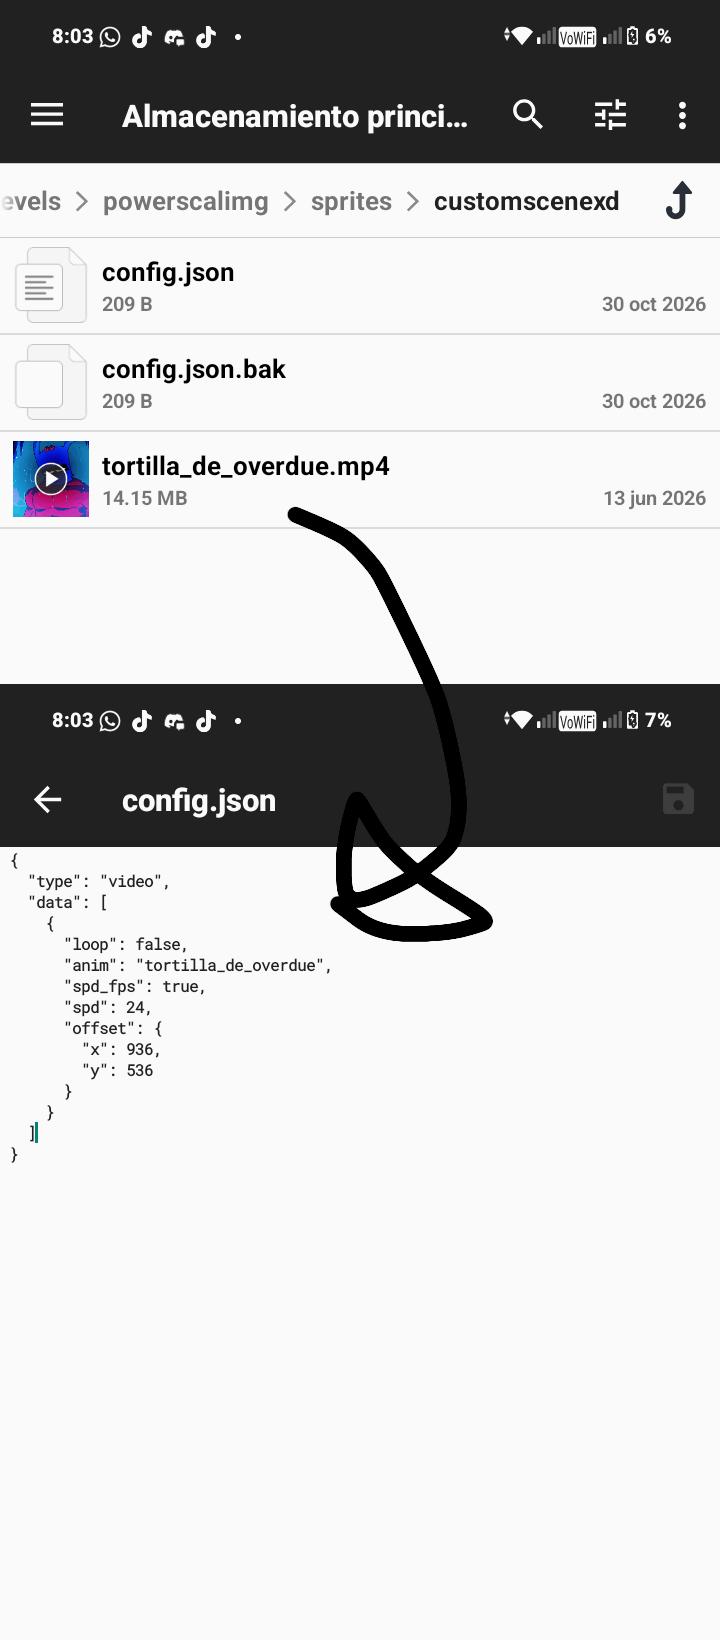 8:03 VoWiFi 6%
Almacenamiento princi...
evels > powerscalimg > sprites > customscenexd
config.json
209 B 30 oct 2026
config.json.bak
209 B 30 oct 2026
tortilla_de_overdue.mp4
14.15 MB 13 jun 2026
8:03 VoWiFi 7%
config.json
{
  "type": "video",
  "data": [
    {
      "loop": false,
      "anim": "tortilla_de_overdue",
      "spd_fps": true,
      "spd": 24,
      "offset": {
        "x": 936,
        "y": 536
      }
    }
  ]
}